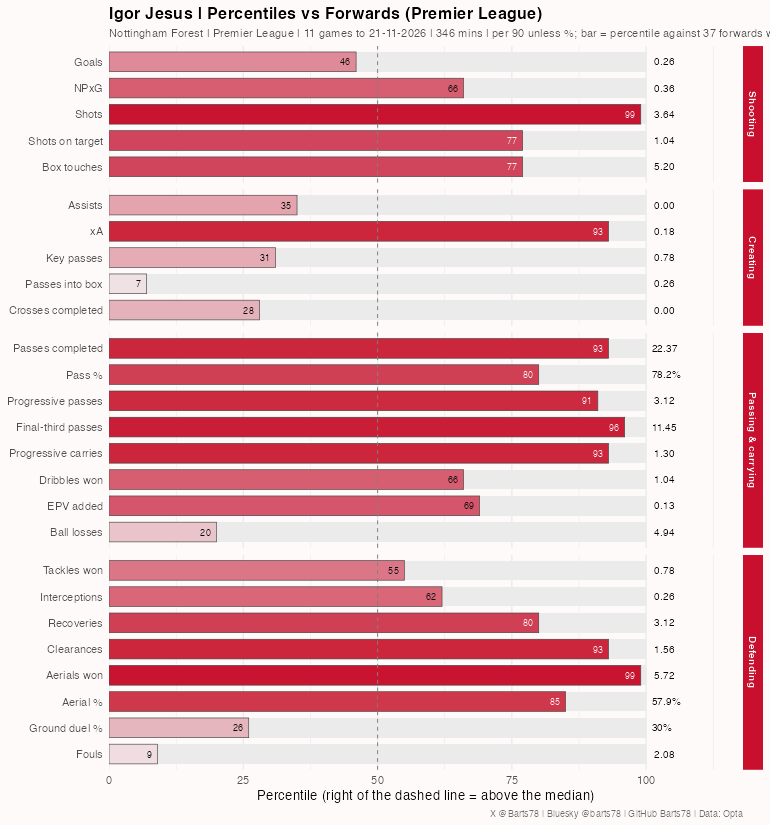 Igor Jesus | Percentiles vs Forwards (Premier League)
Nottingham Forest | Premier League | 11 games to 21-11-2026 | 346 mins | per 90 unless %; bar = percentile against 37 forwards
Goals 46 0.26
NPxG 66 0.36
Shots 99 3.64
Shots on target 77 1.04
Box touches 77 5.20
Shooting
Assists 35 0.00
xA 93 0.18
Key passes 31 0.78
Passes into box 7 0.26
Crosses completed 28 0.00
Creating
Passes completed 93 22.37
Pass % 80 78.2%
Progressive passes 91 3.12
Final-third passes 96 11.45
Progressive carries 93 1.30
Dribbles won 66 1.04
EPV added 69 0.13
Ball losses 20 4.94
Passing & carrying
Tackles won 55 0.78
Interceptions 62 0.26
Recoveries 80 3.12
Clearances 93 1.56
Aerials won 99 5.72
Aerial % 85 57.9%
Ground duel % 26 30%
Fouls 9 2.08
Defending
0 25 50 75 100
Percentile (right of the dashed line = above the median)
X @Barts78 | Bluesky @barts78 | GitHub Barts78 | Data: Opta